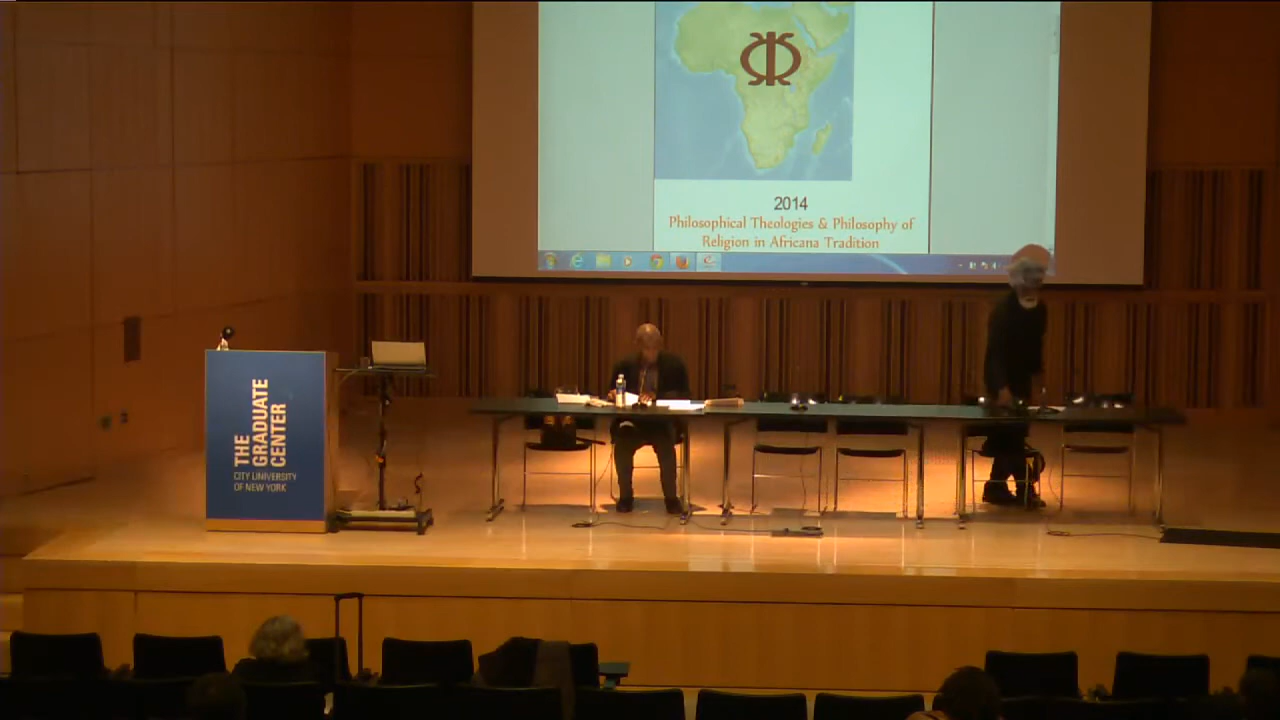 2014
Philosophical Theologies & Philosophy of
Religion in Africana Tradition
THE
GRADUATE
CENTER
CITY UNIVERSITY
OF NEW YORK